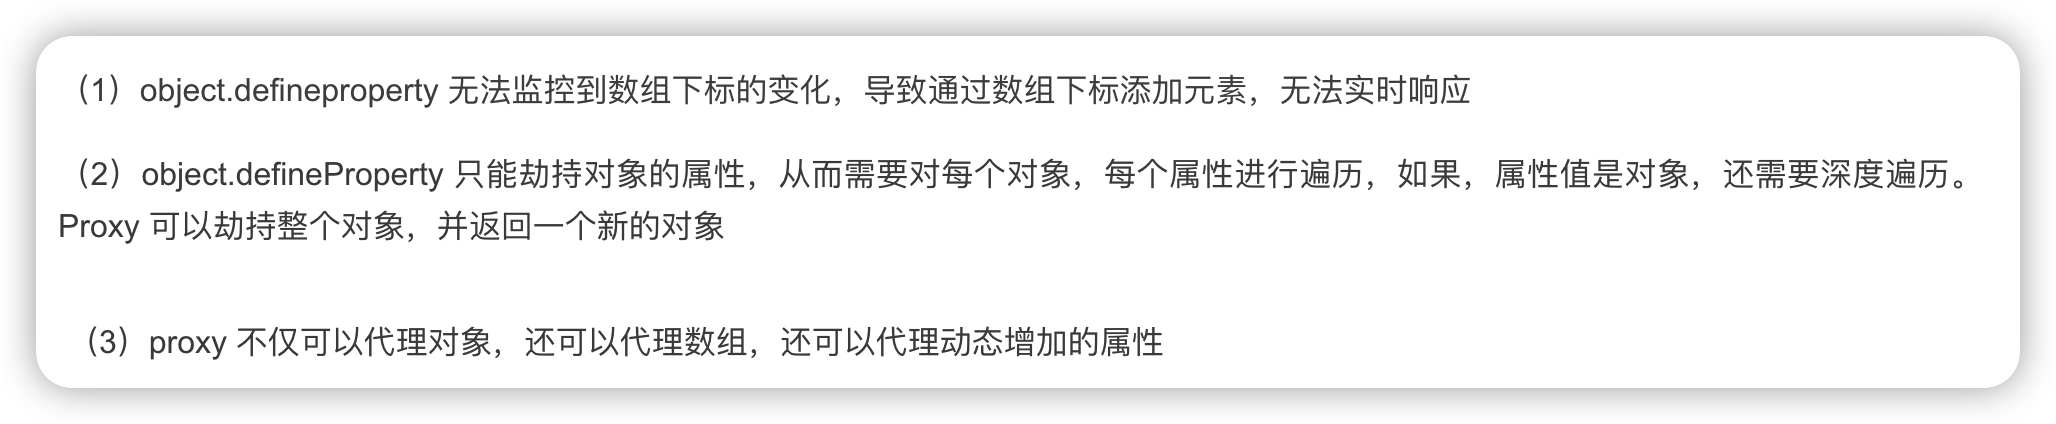 （1）object.defineproperty 无法监控到数组下标的变化，导致通过数组下标添加元素，无法实时响应
（2）object.defineProperty 只能劫持对象的属性，从而需要对每个对象，每个属性进行遍历，如果，属性值是对象，还需要深度遍历。
Proxy 可以劫持整个对象，并返回一个新的对象
（3）proxy 不仅可以代理对象，还可以代理数组，还可以代理动态增加的属性